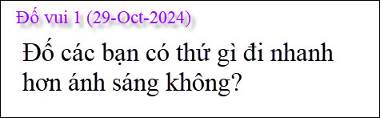 Đố vui 1 (29-Oct-2024)
Đố các bạn có thứ gì đi nhanh
hơn ánh sáng không?